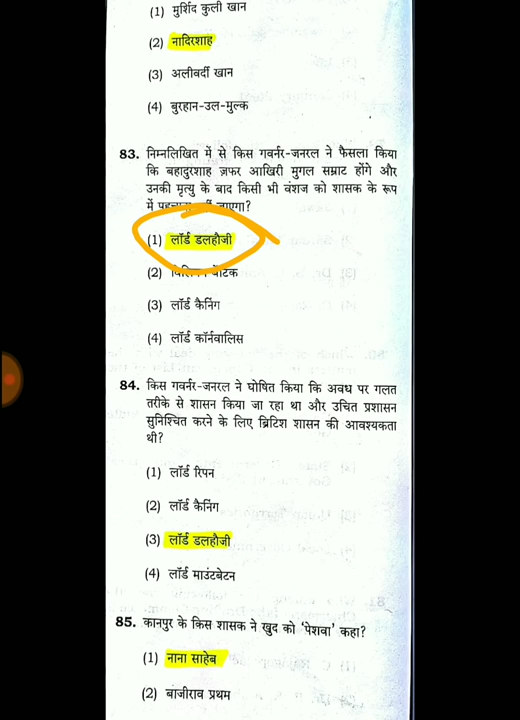 (1) मुर्शिद कुली खान
(2) नादिरशाह
(3) अलीवर्दी खान
(4) बुरहान-उल-मुल्क
83. निम्नलिखित में से किस गवर्नर-जनरल ने फैसला किया
कि बहादुरशाह ज़फर आखिरी मुगल सम्राट होंगे और
उनकी मृत्यु के बाद किसी भी वंशज को शासक के रूप
में जाएगा?
(1) लॉर्ड डलहौजी
(2) बेंटिक
(3) लॉर्ड कैनिंग
(4) लॉर्ड कॉर्नवालिस
84. किस गवर्नर-जनरल ने घोषित किया कि अवध पर गलत
तरीके से शासन किया जा रहा था और उचित प्रशासन
सुनिश्चित करने के लिए ब्रिटिश शासन की आवश्यकता
थी?
(1) लॉर्ड रिपन
(2) लॉर्ड कैनिंग
(3) लॉर्ड डलहौजी
(4) लॉर्ड माउंटबेटन
85. कानपुर के किस शासक ने खुद को 'पेशवा' कहा?
(1) नाना साहेब
(2) बाजीराव प्रथम